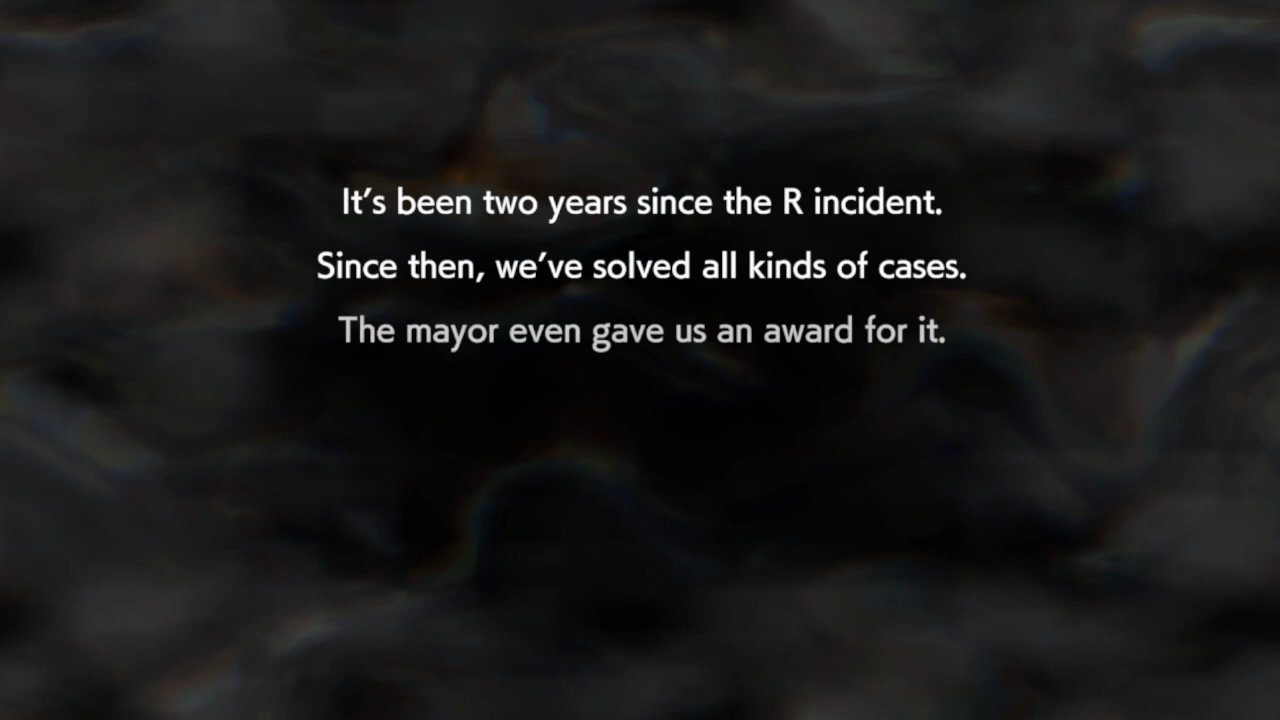 It’s been two years since the R incident.
Since then, we’ve solved all kinds of cases.
The mayor even gave us an award for it.